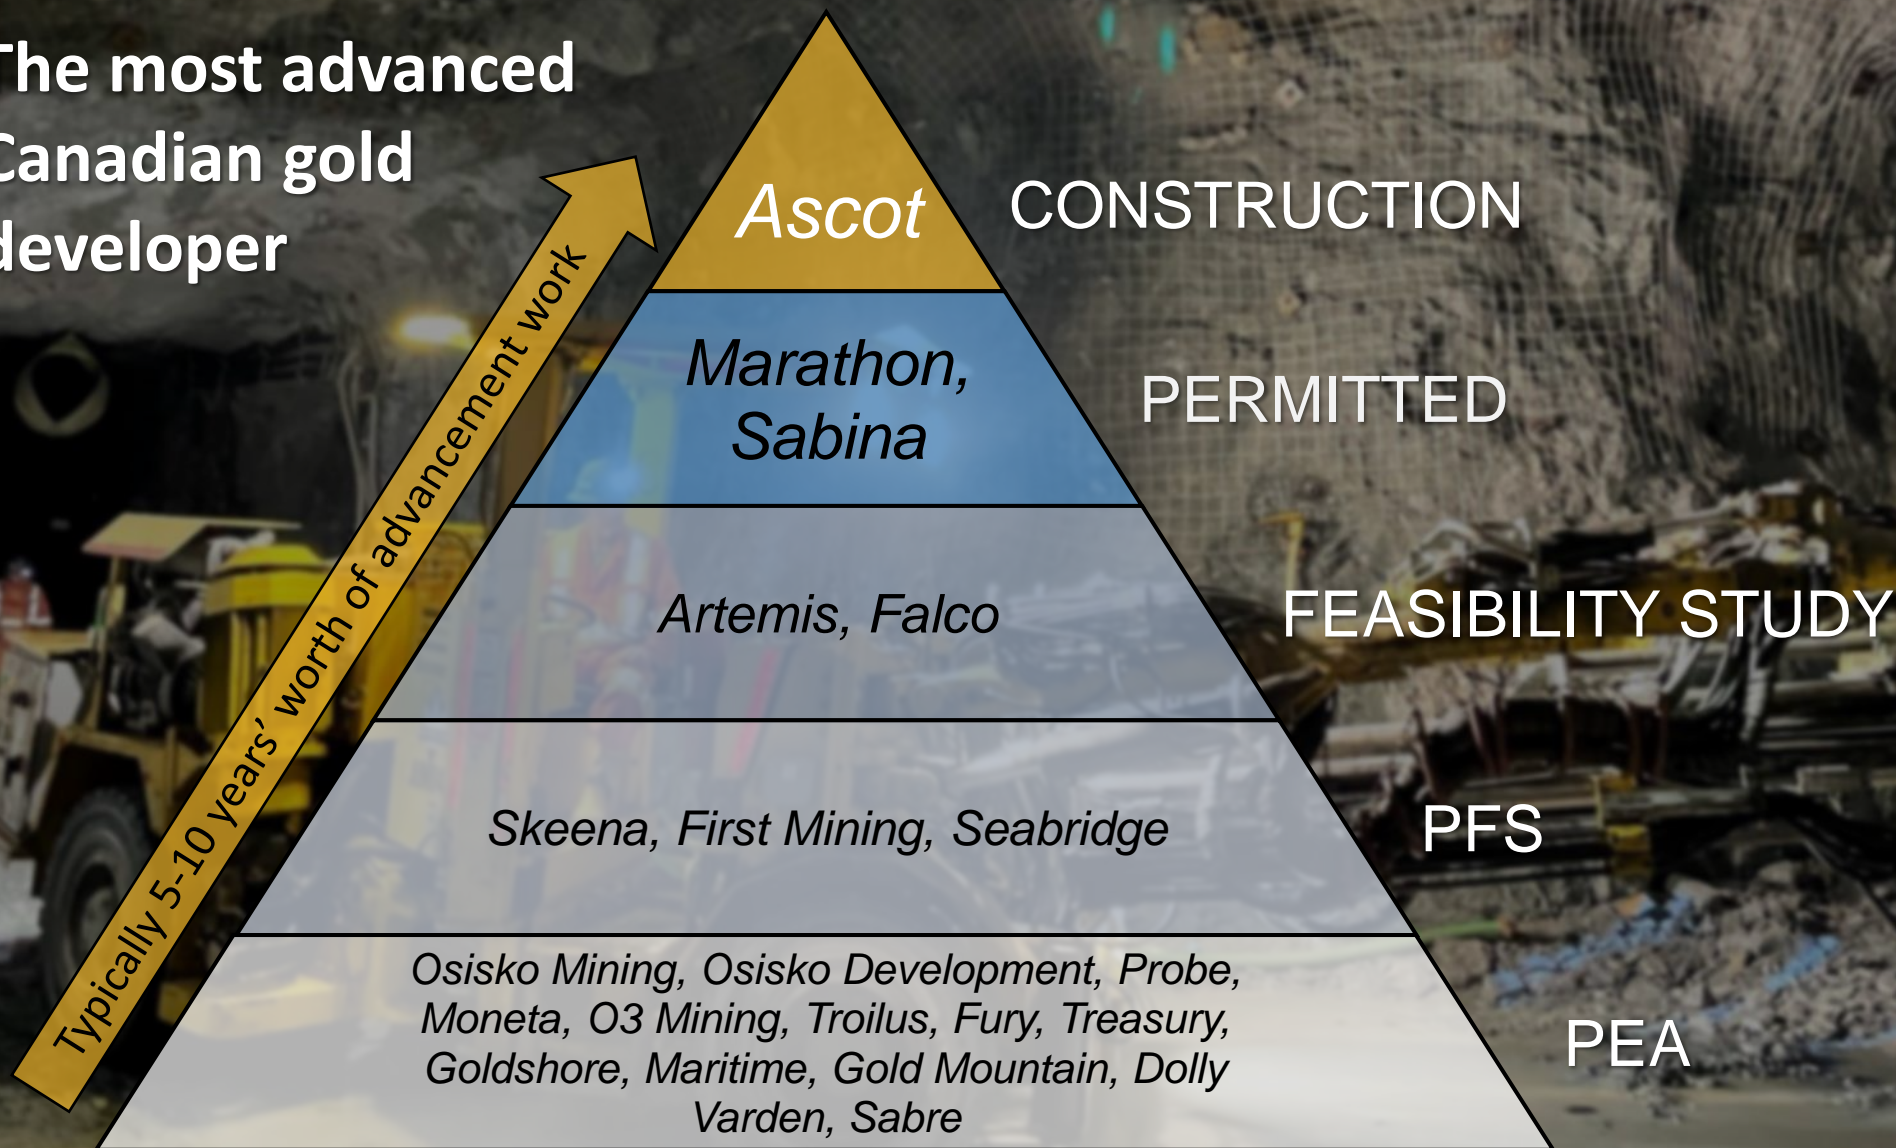 The most advanced
Canadian gold
developer
Typically 5-10 years' worth of advancement work
Ascot
CONSTRUCTION
Marathon,
Sabina
PERMITTED
Artemis, Falco
FEASIBILITY STUDY
Skeena, First Mining, Seabridge
PFS
Osisko Mining, Osisko Development, Probe,
Moneta, O3 Mining, Troilus, Fury, Treasury,
Goldshore, Maritime, Gold Mountain, Dolly
Varden, Sabre
PEA